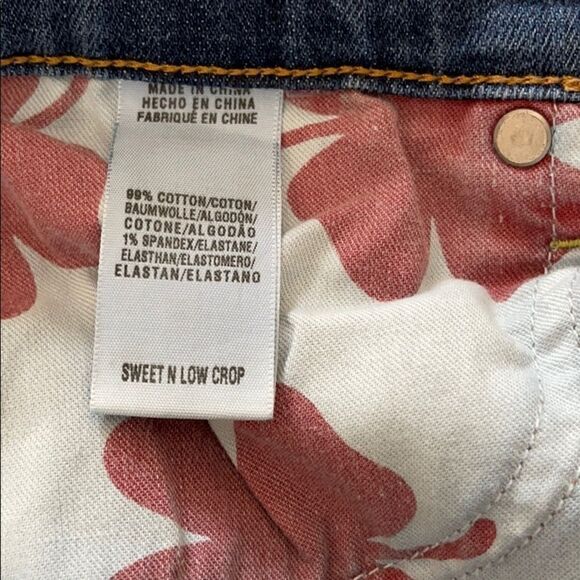 MADE IN CHINA
HECHO EN CHINA
FABRIQUÉ EN CHINE
99% COTTON/COTON/
BAUMWOLLE/ALGODÓN/
COTONE/ALGODÃO
1% SPANDEX/ELASTANE/
ELASTHAN/ELASTOMERO/
ELASTAN/ELASTANO
SWEET N LOW CROP